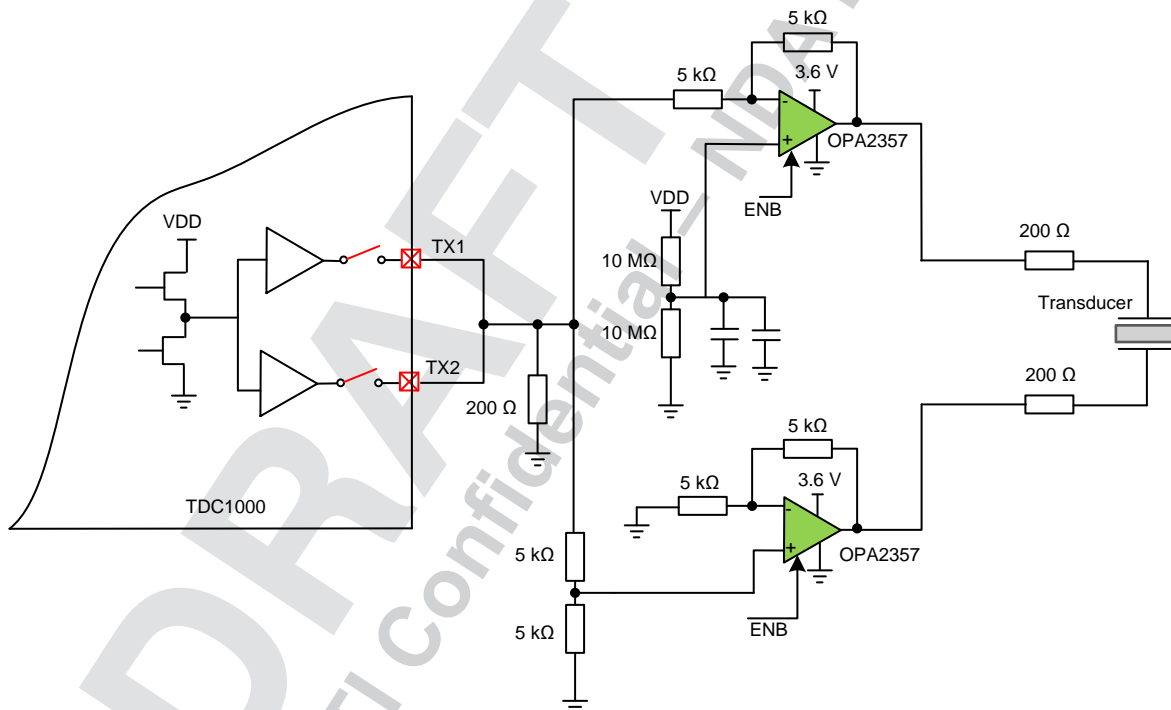 5 kΩ
5 kΩ
3.6 V
-
+
OPA2357
ENB
VDD
10 MΩ
10 MΩ
VDD
TX1
TX2
200 Ω
TDC1000
200 Ω
Transducer
200 Ω
5 kΩ
5 kΩ
3.6 V
-
+
OPA2357
ENB
5 kΩ
5 kΩ
DRAFT
TI Confidential – NDA